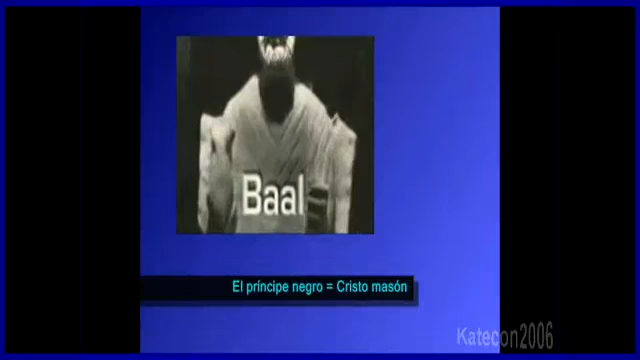 Baal
El príncipe negro = Cristo masón
Katecon2006